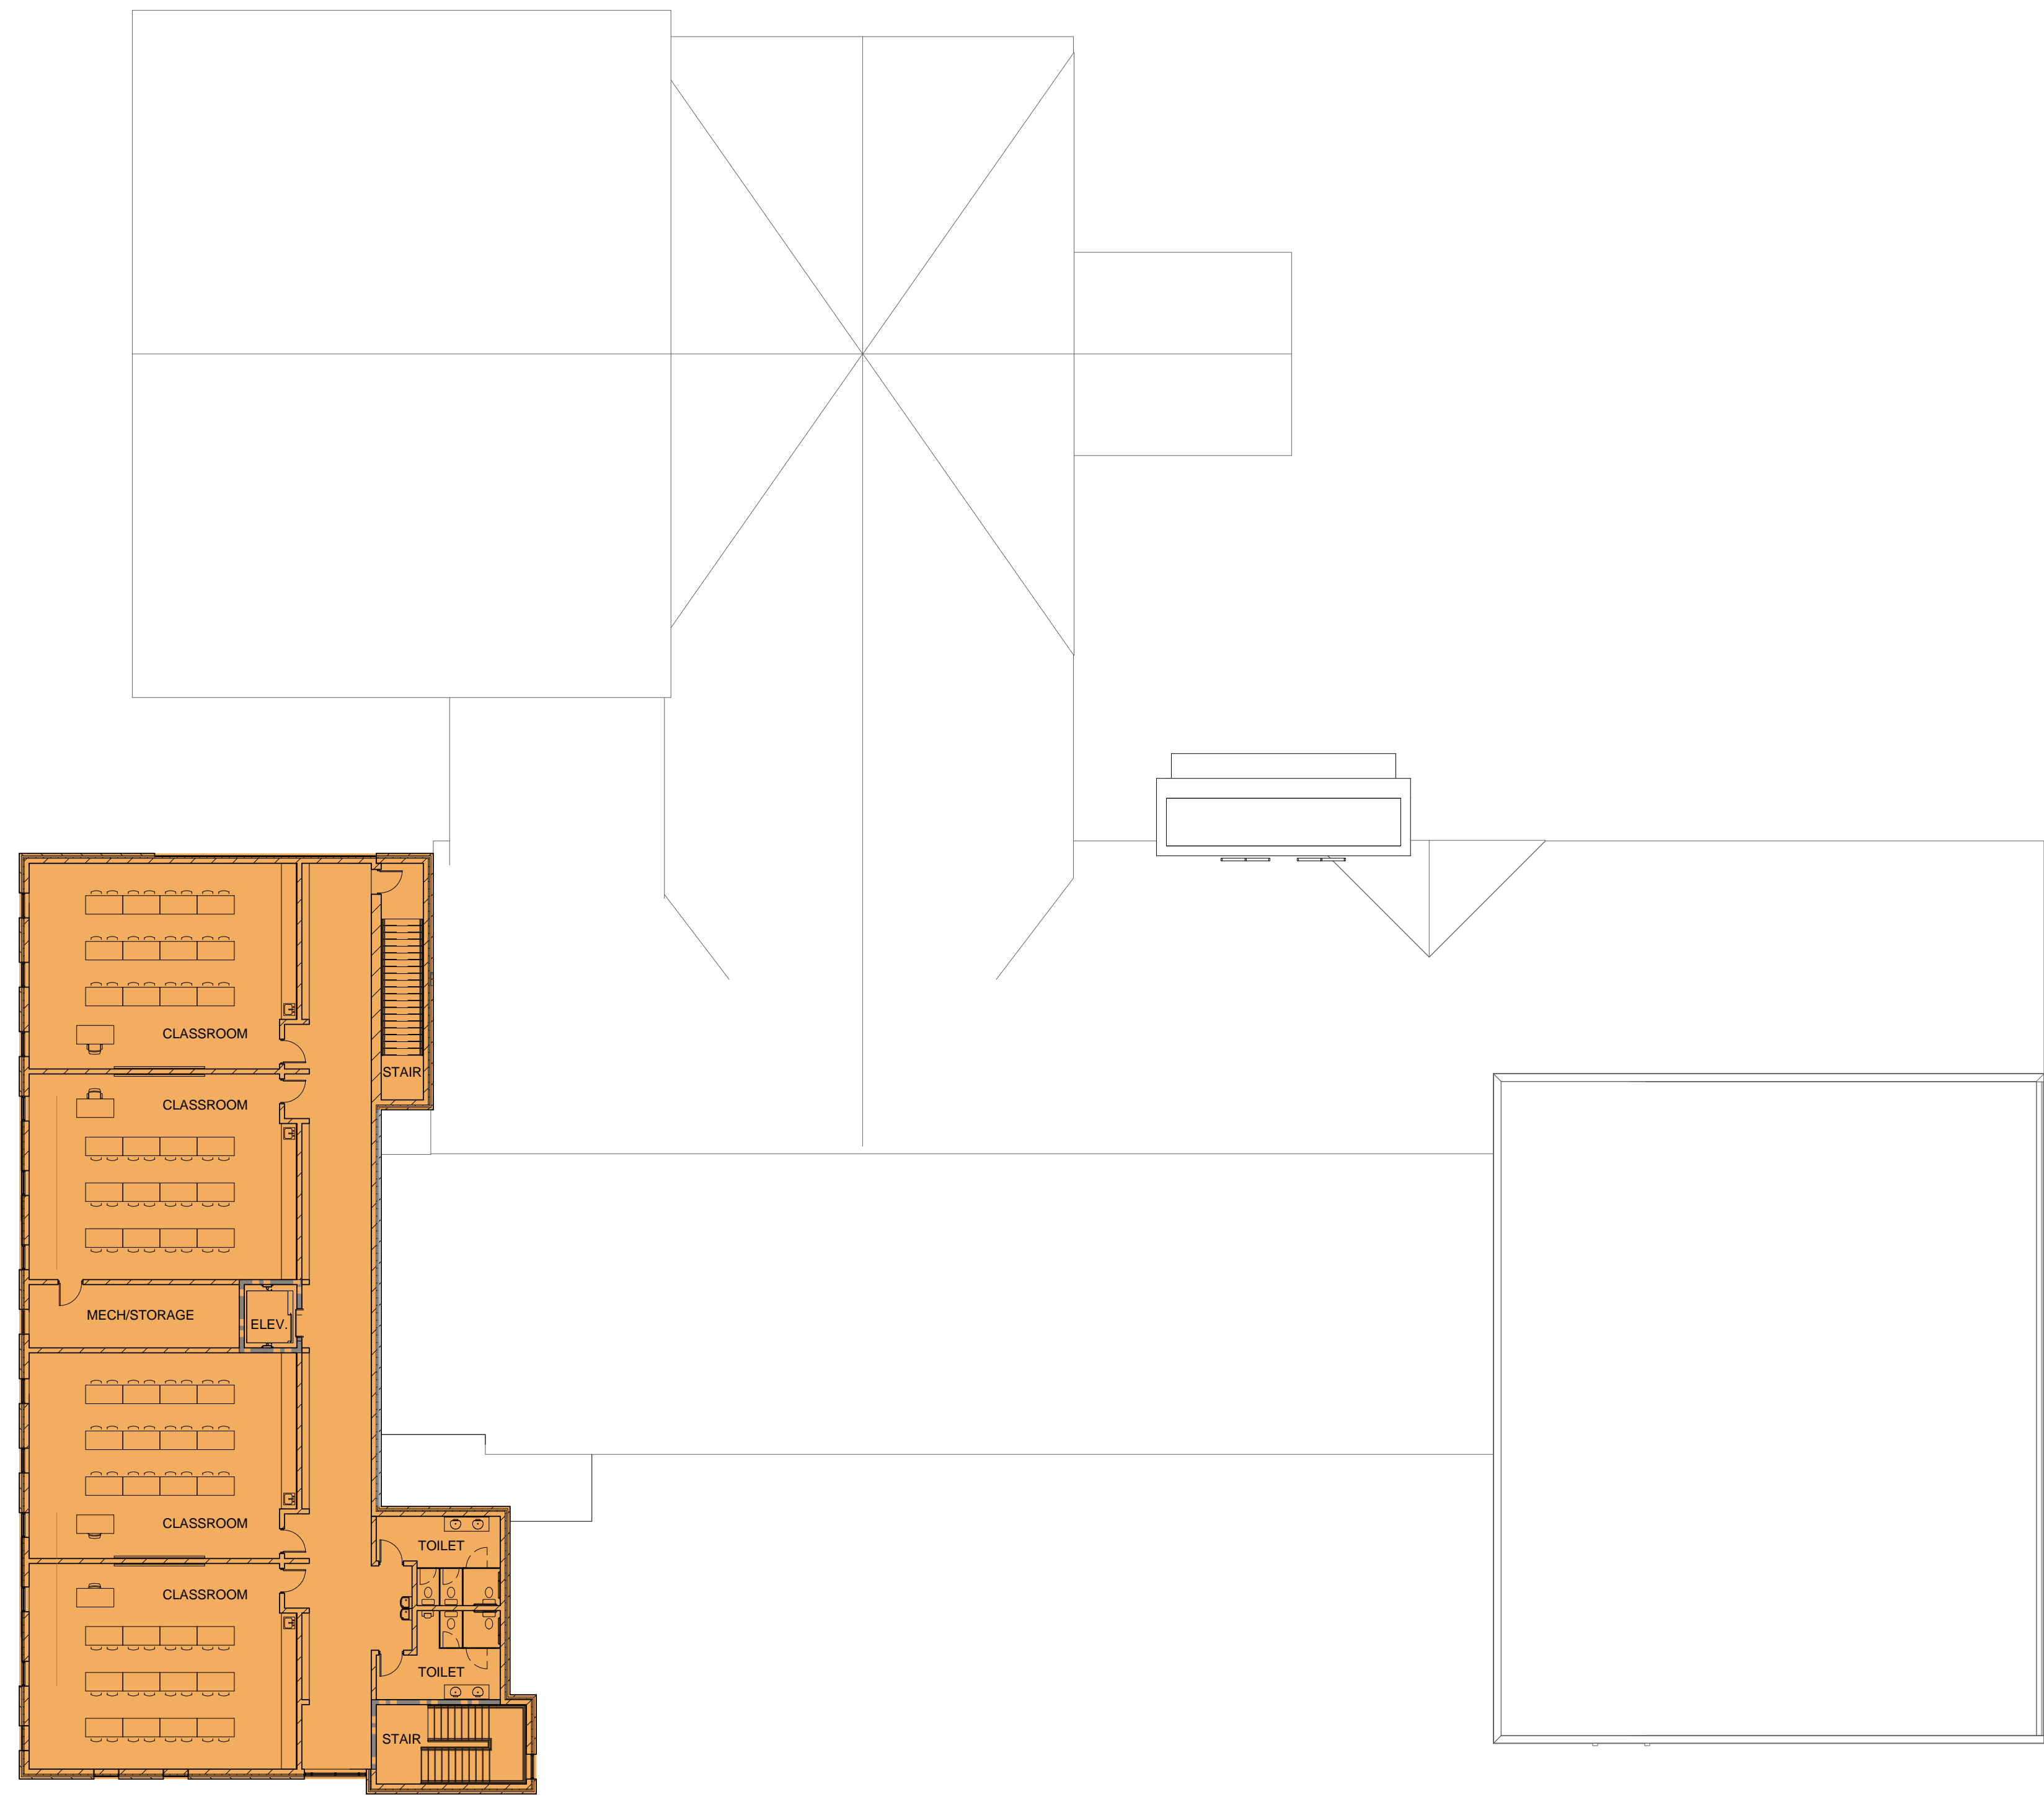 CLASSROOM
STAIR
CLASSROOM
MECH/STORAGE
ELEV.
CLASSROOM
TOILET
CLASSROOM
TOILET
STAIR